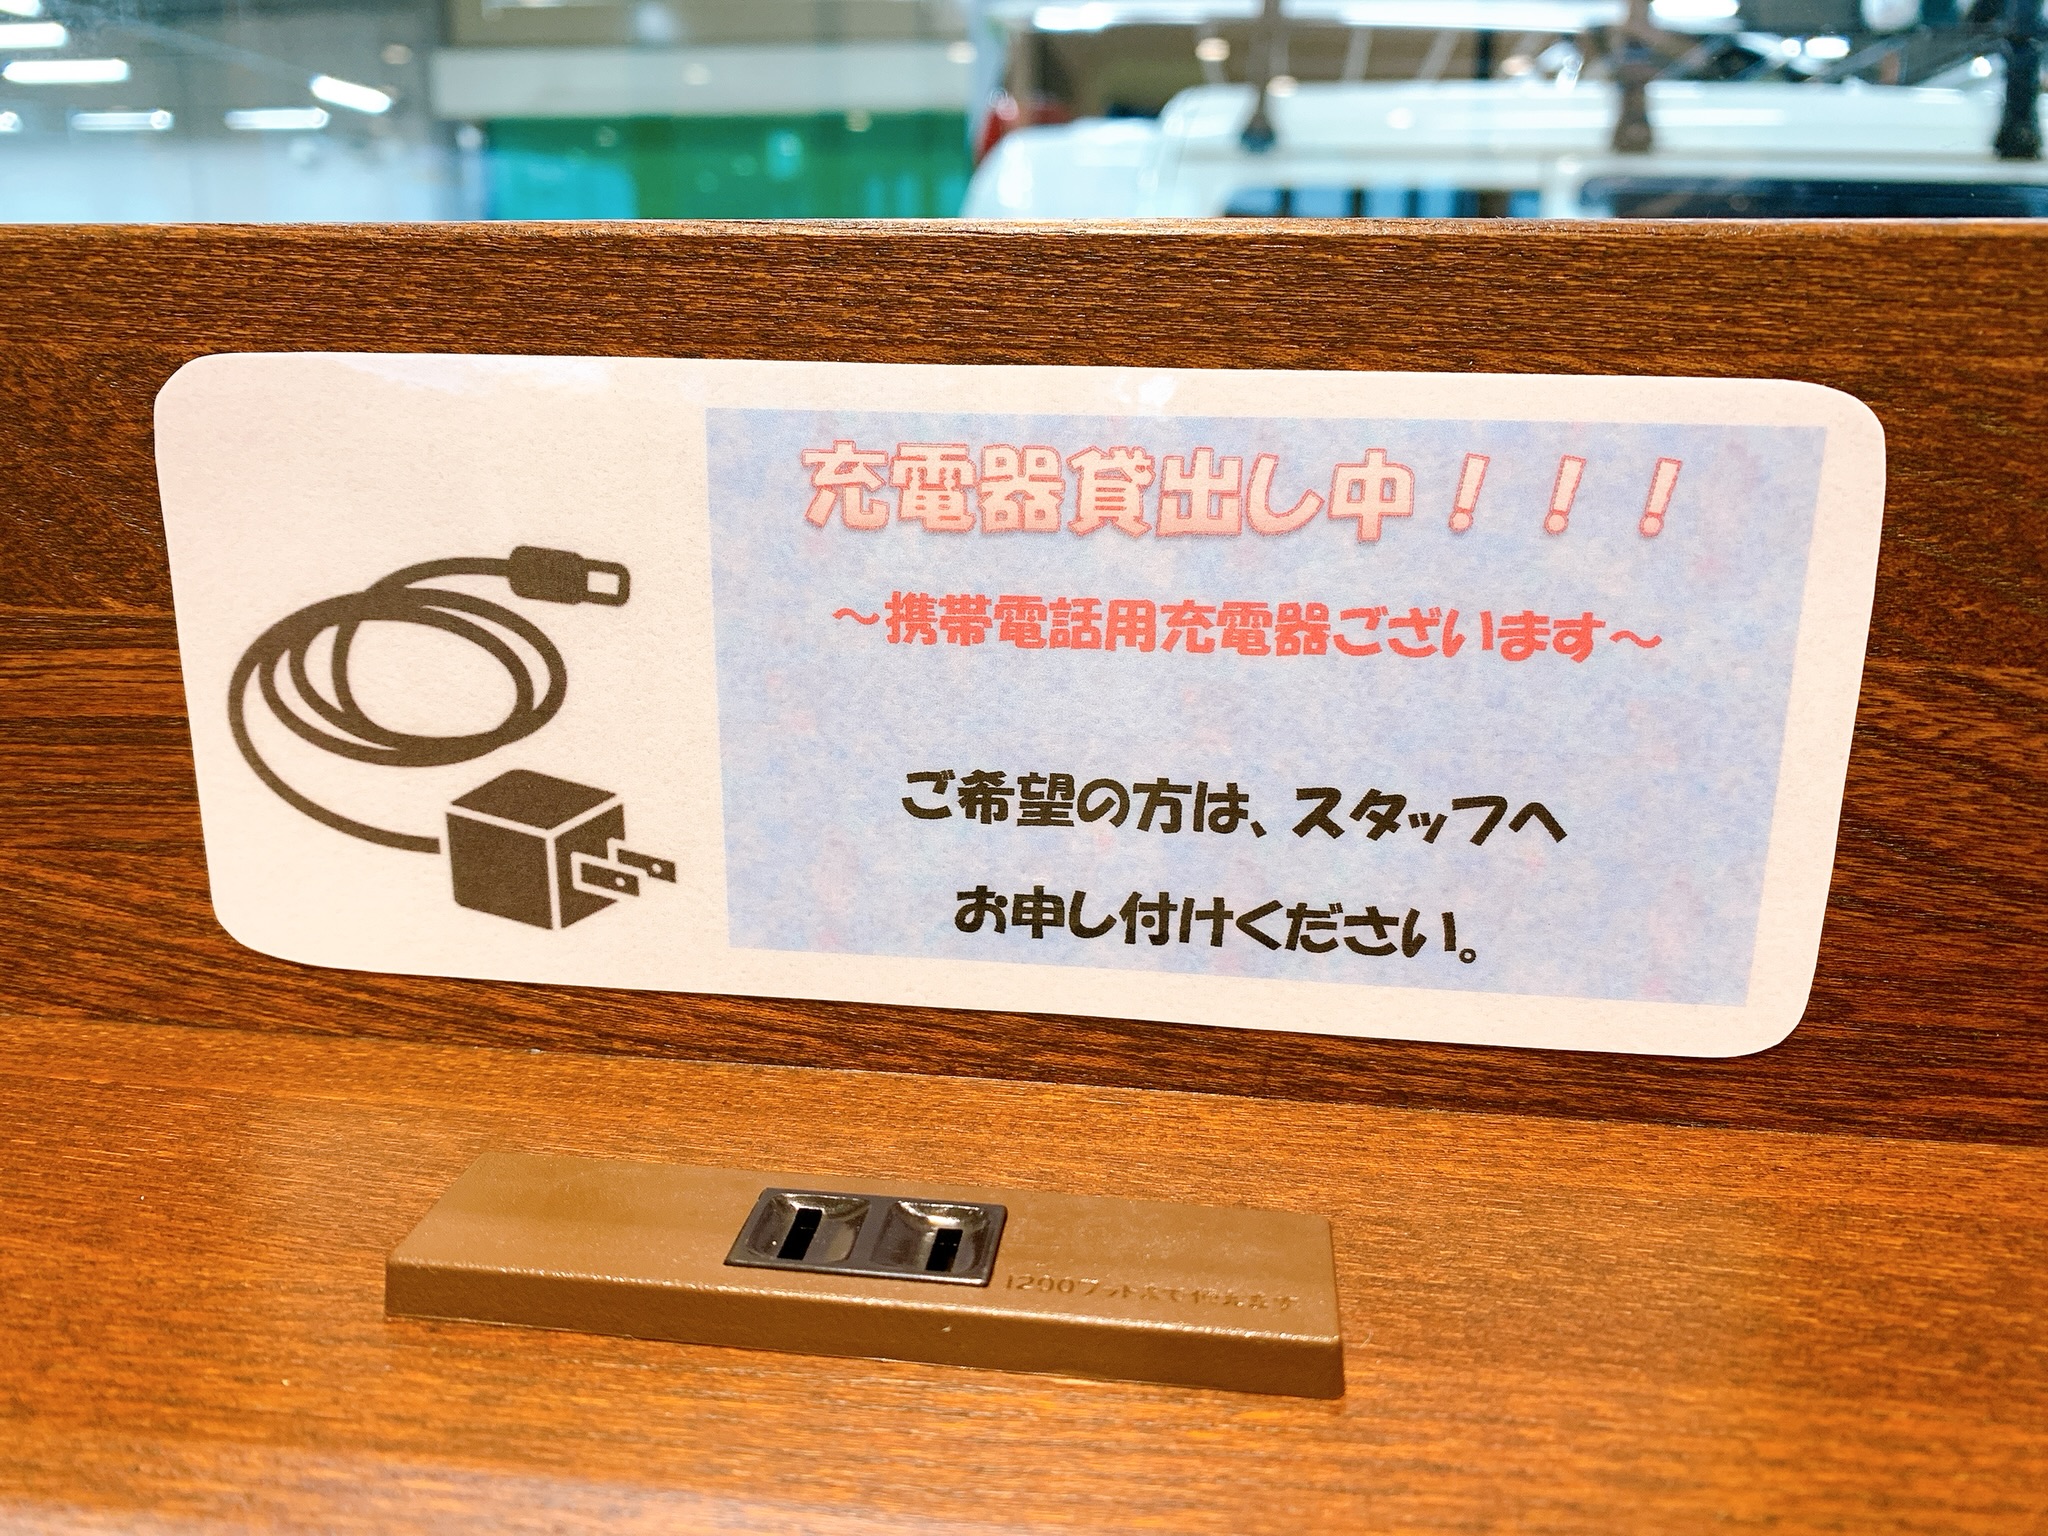 充電器貸出し中！！！
～携帯電話用充電器ございます～
ご希望の方は、スタッフへ
お申し付けください。
1200ワットまで使えます